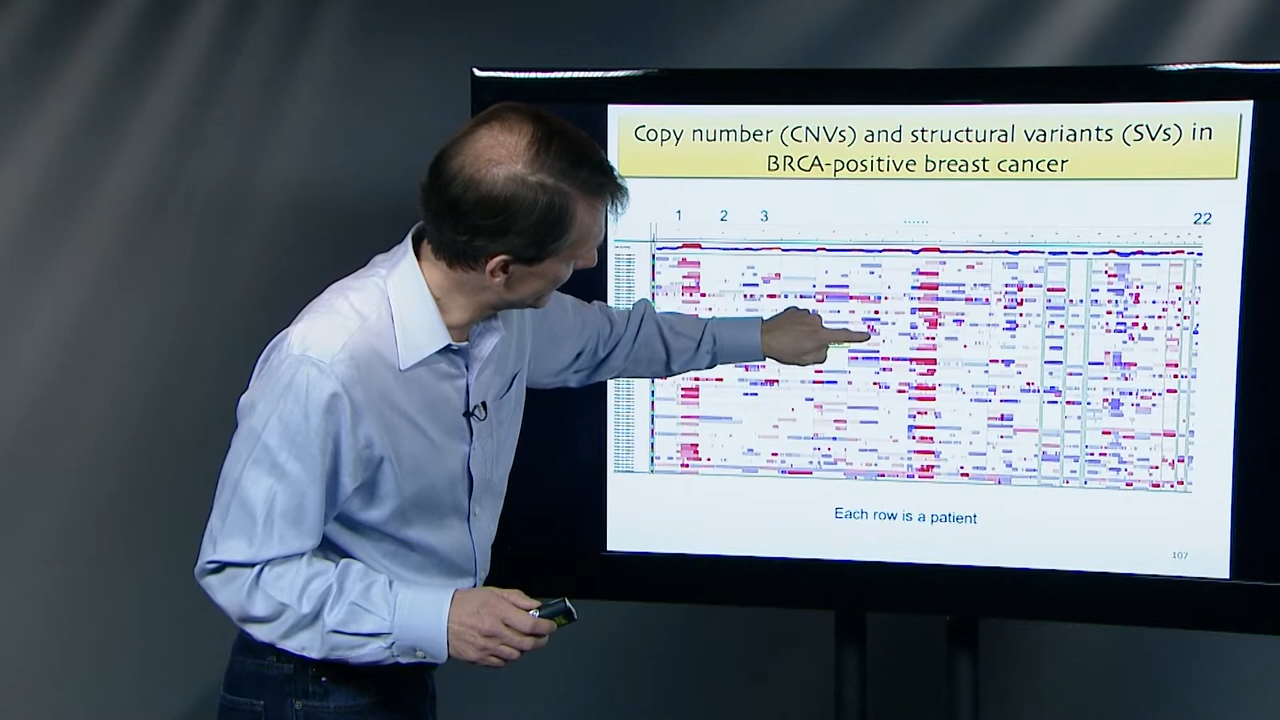 Copy number (CNVs) and structural variants (SVs) in
BRCA-positive breast cancer
1 2 3 ...... 22
Each row is a patient
107